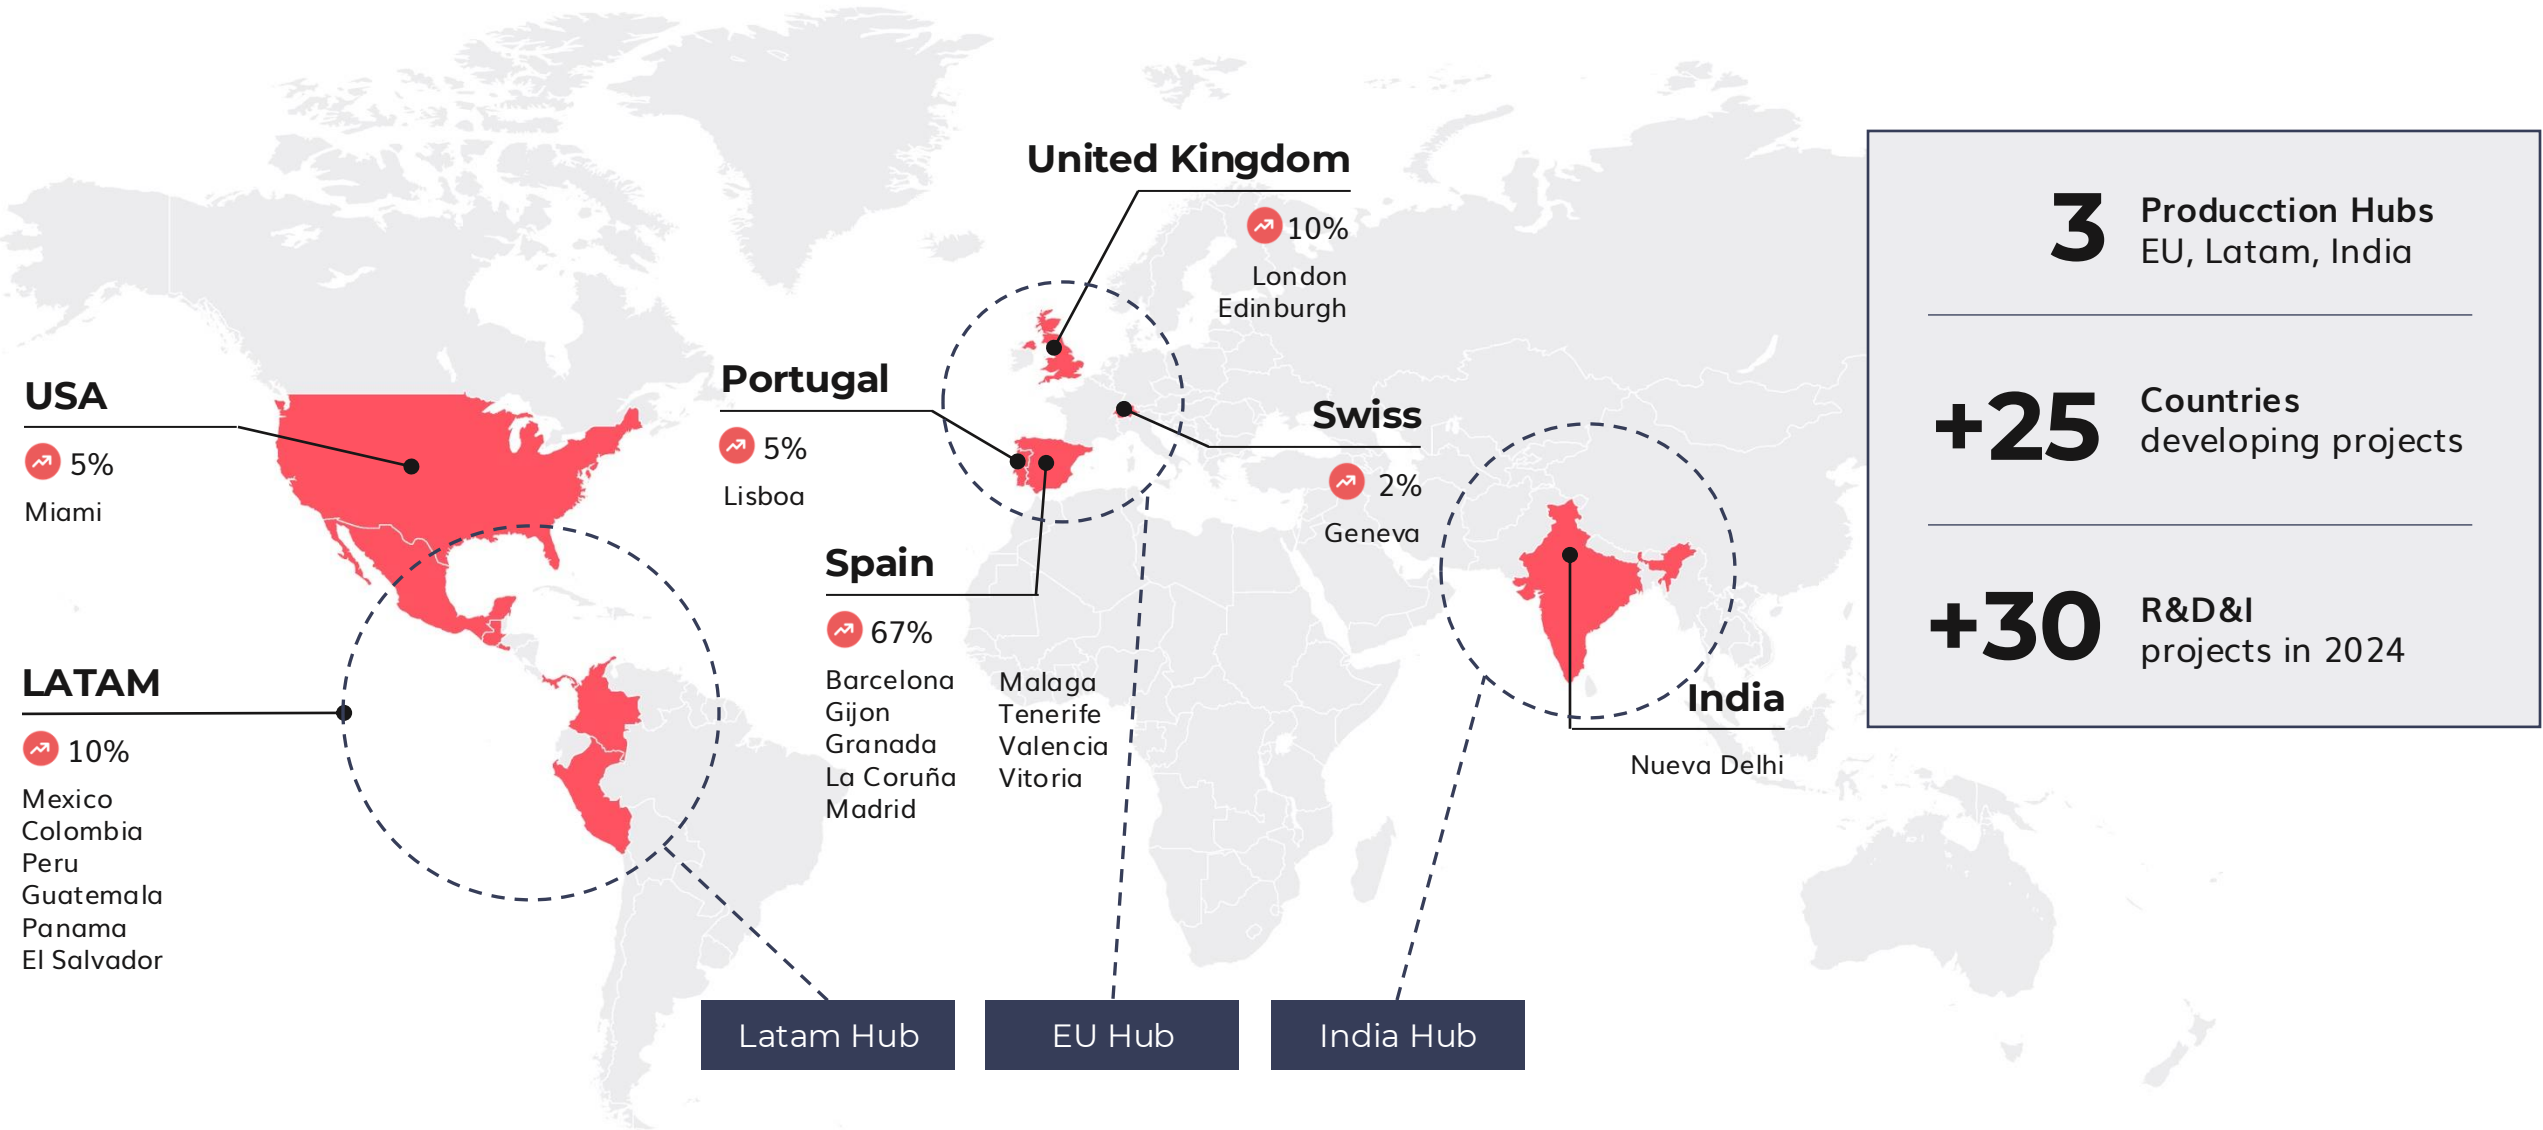 United Kingdom
10%
London
Edinburgh
USA
5%
Miami
Portugal
5%
Lisboa
Swiss
2%
Geneva
Spain
67%
Barcelona
Gijon
Granada
La Coruña
Madrid
Malaga
Tenerife
Valencia
Vitoria
LATAM
10%
Mexico
Colombia
Peru
Guatemala
Panama
El Salvador
India
Nueva Delhi
Latam Hub
EU Hub
India Hub
3
Producction Hubs
EU, Latam, India
+25
Countries
developing projects
+30
R&D&I
projects in 2024